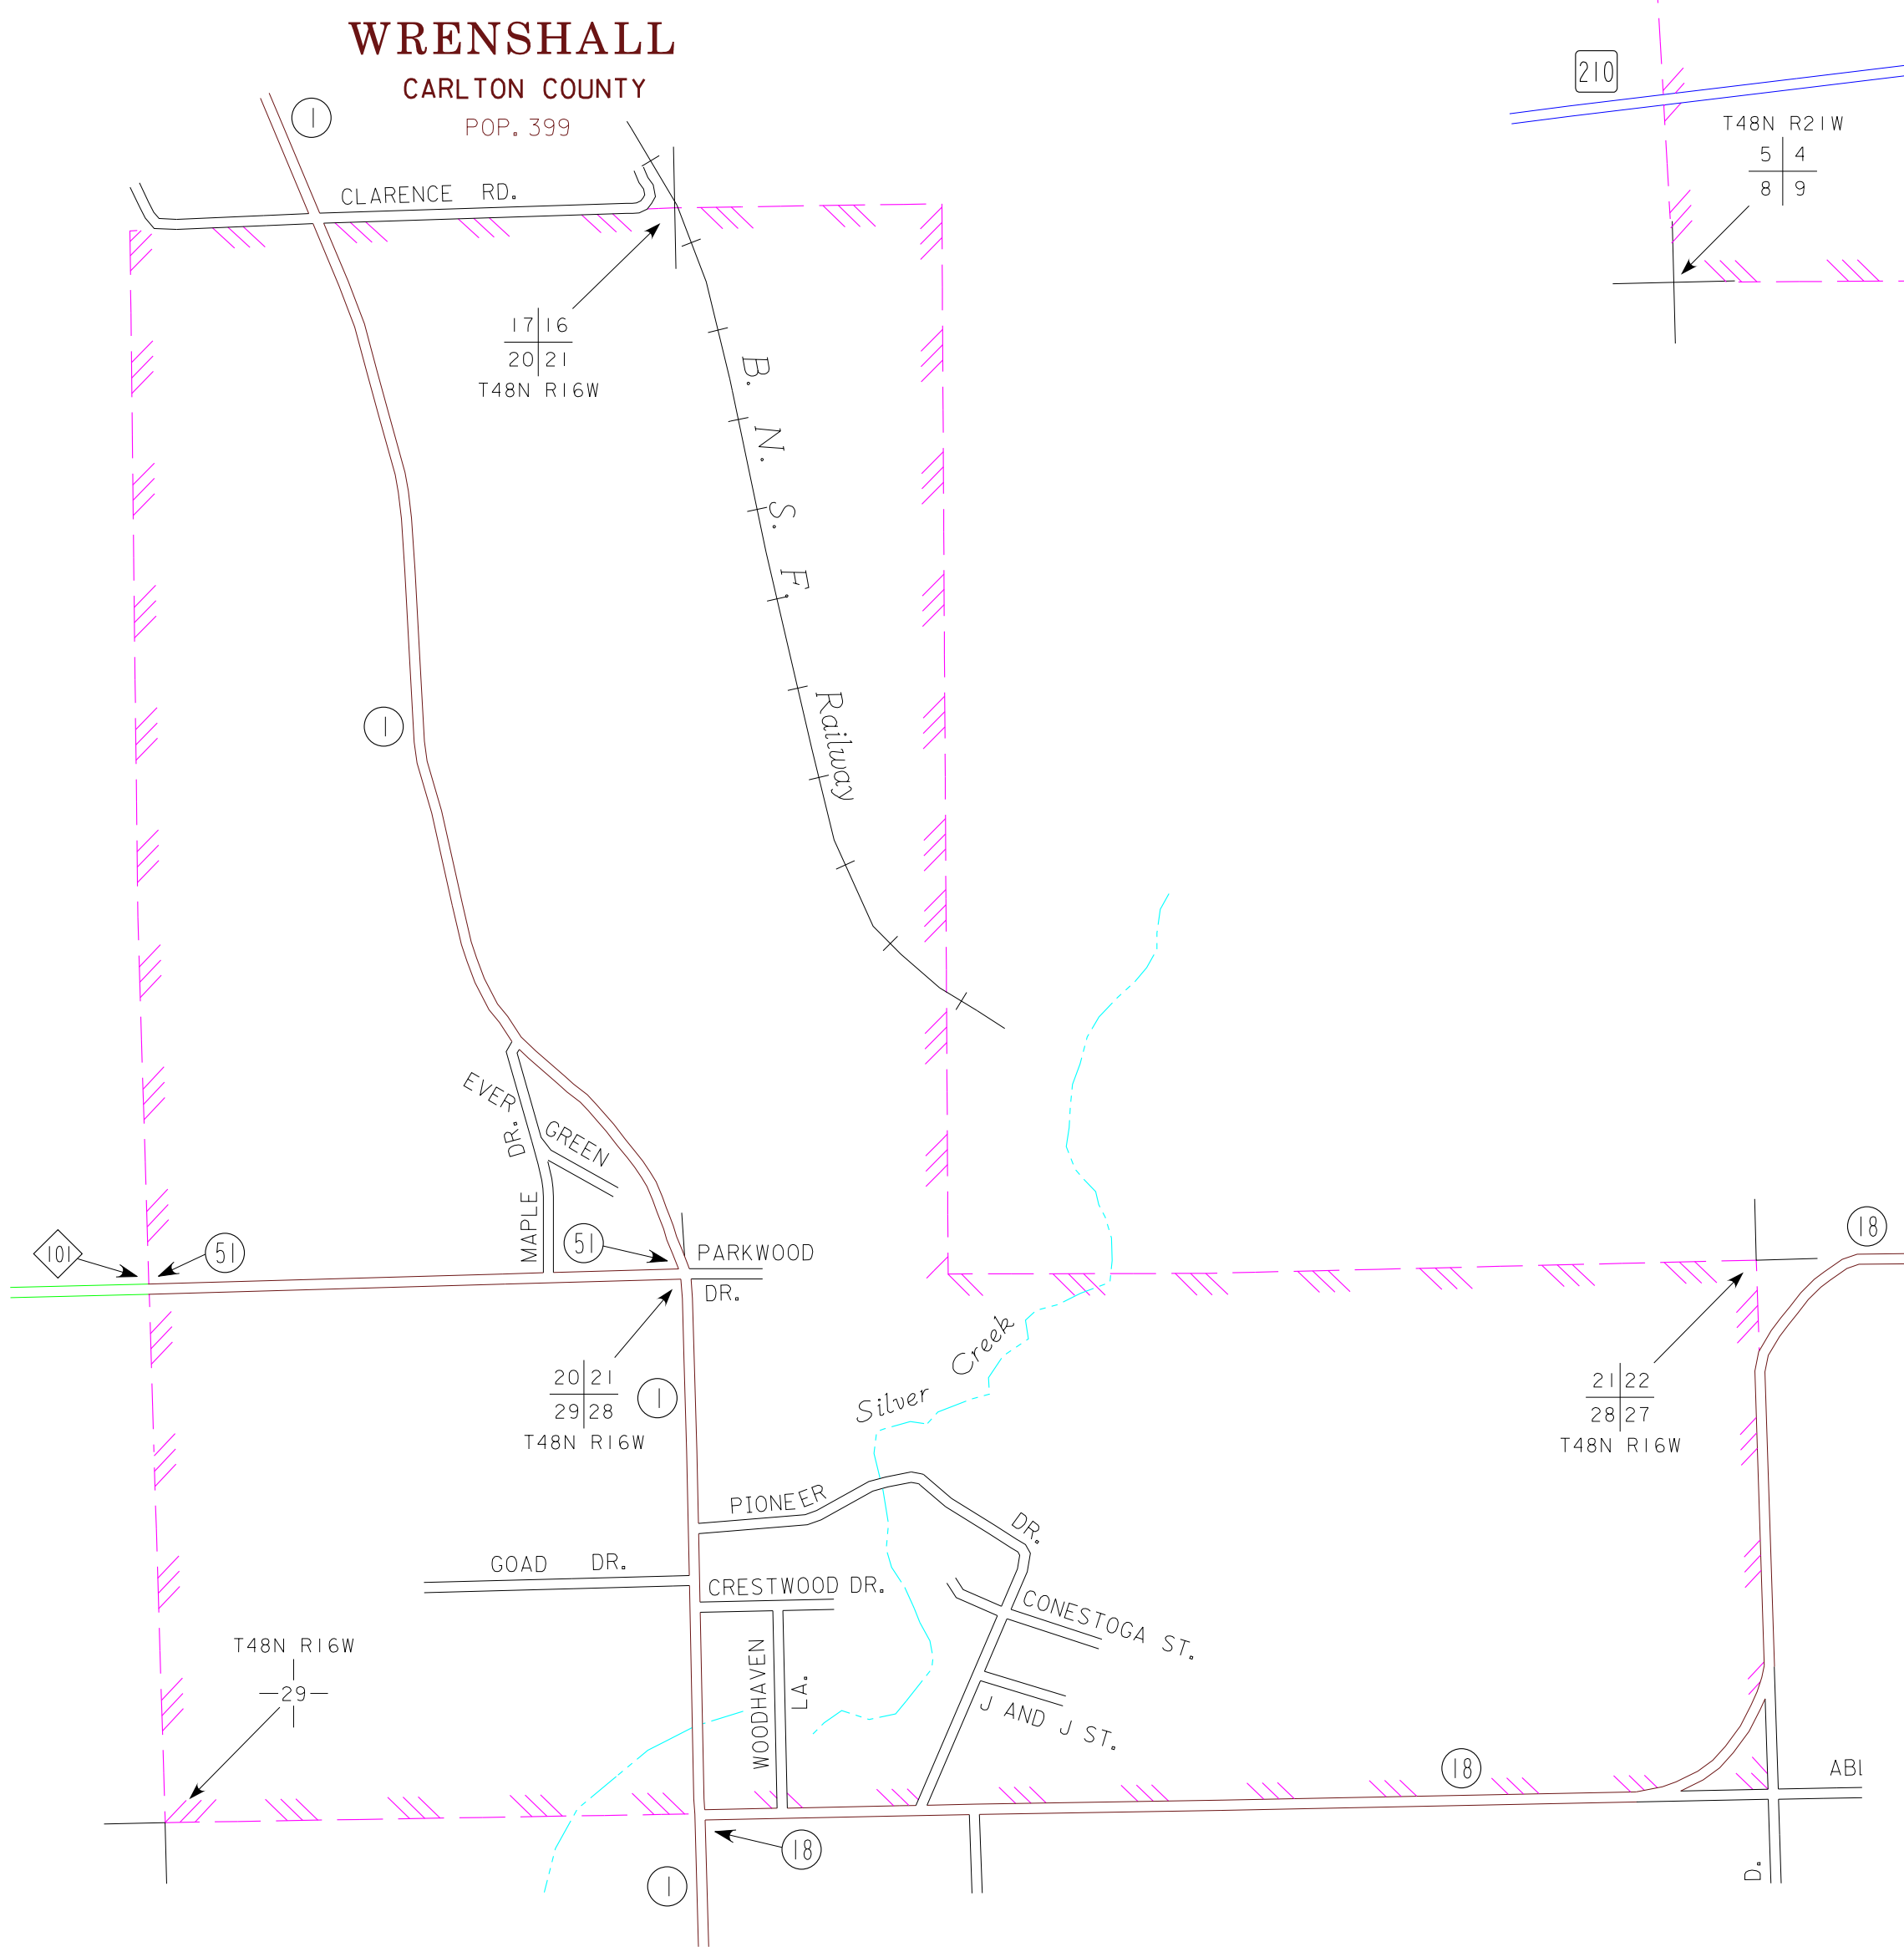 WRENSHALL
CARLTON COUNTY
POP. 399
1
210
T48N R21W
5 4
8 9
CLARENCE RD.
17 16
20 21
T48N R16W
B. N. S. F. Railway
1
EVER GREEN
MAPLE DR.
101
51
51
PARKWOOD
DR.
18
20 21
29 28
T48N R16W
1
Silver Creek
21 22
28 27
T48N R16W
PIONEER DR.
GOAD DR.
CRESTWOOD DR.
CONESTOGA ST.
T48N R16W
29
WOODHAVEN LA.
J AND J ST.
18
18
1
D.